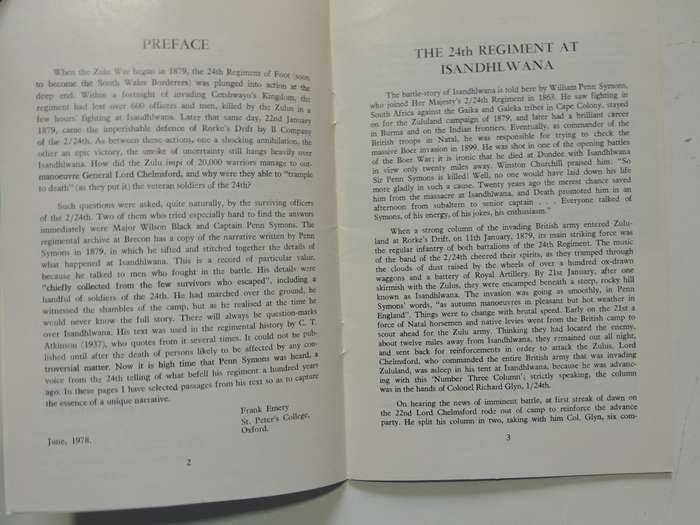 PREFACE
When the Zulu War began in 1879, the 24th Regiment of Foot (soon
to become the South Wales Borderers) was plunged into action at the
deep end. Within a fortnight of invading Cetshwayo's Kingdom, the
regiment had lost over 600 officers and men, killed by the Zulus in a
few hours' fighting at Isandhlwana. Later that same day, 22nd January
1879, came the imperishable defence of Rorke's Drift by B Company
of the 2/24th. As between these actions, one a shocking annihilation, the
other an epic victory, the smoke of uncertainty still hangs heavily over
Isandhlwana. How did the Zulu impi of 20,000 warriors manage to out-
manoeuvre General Lord Chelmsford, and why were they able to "trample
to death" (as they put it) the veteran soldiers of the 24th?
Such questions were asked, quite naturally, by the surviving officers
of the 2/24th. Two of them who tried especially hard to find the answers
immediately were Major Wilson Black and Captain Penn Symons. The
regimental archive at Brecon has a copy of the narrative written by Penn
Symons in 1879, in which he sifted and stitched together the details of
what happened at Isandhlwana. This is a record of particular value,
because he talked to men who fought in the battle. His details were
"chiefly collected from the few survivors who escaped", including a
handful of soldiers of the 24th. He had marched over the ground, he
witnessed the shambles of the camp, but as he realised at the time he
would never know the full story. There will always be question-marks
over Isandhlwana. His text was used in the regimental history by C. T.
Atkinson (1937), who quotes from it several times. It could not be pub-
lished until after the death of persons likely to be affected by any con-
troversial matter. Now it is high time that Penn Symons was heard, a
voice from the 24th telling of what befell his regiment a hundred years
ago. In these pages I have selected passages from his text so as to capture
the essence of a unique narrative.
Frank Emery
St. Peter's College,
Oxford.
June, 1978.
2
THE 24th REGIMENT AT
ISANDHLWANA
The battle-story of Isandhlwana is told here by William Penn Symons,
who joined Her Majesty's 2/24th Regiment in 1863. He saw fighting in
South Africa against the Gaika and Galeka tribes in Cape Colony, stayed
on for the Zululand campaign of 1879, and later had a brilliant career
in Burma and on the Indian frontiers. Eventually, as commander of the
British troops in Natal, he was responsible for trying to check the
massive Boer invasion in 1899. He was shot in one of the opening battles
of the Boer War; it is ironic that he died at Dundee with Isandhlwana
in view only twenty miles away. Winston Churchill praised him: "So
Sir Penn Symons is killed! Well, no one would have laid down his life
more gladly in such a cause. Twenty years ago the merest chance saved
him from the massacre at Isandhlwana, and Death promoted him in an
afternoon from subaltern to senior captain . . . Everyone talked of
Symons, of his energy, of his jokes, his enthusiasm."
When a strong column of the invading British army entered Zulu-
land at Rorke's Drift, on 11th January, 1879, its main striking force was
the regular infantry of both battalions of the 24th Regiment. The music
of the band of the 2/24th cheered their spirits, as they tramped through
the clouds of dust raised by the wheels of over a hundred ox-drawn
waggons and a battery of Royal Artillery. By 21st January, after one
skirmish with the Zulus, they were encamped beneath a steep, rocky hill
known as Isandhlwana. The invasion was going as smoothly, in Penn
Symons' words, "as autumn manoeuvres in pleasant but hot weather in
England". Things were to change with brutal speed. Early on the 21st a
force of Natal horsemen and native levies went from the British camp to
scout ahead for the Zulu army. Thinking they had located the enemy,
about twelve miles away from Isandhlwana, they remained out all night,
and sent back for reinforcements in order to attack the Zulus. Lord
Chelmsford, who commanded the entire British army that was invading
Zululand, was asleep in his tent at Isandhlwana, because he was advanc-
ing with this 'Number Three Column'; strictly speaking, the column
was in the hands of Colonel Richard Glyn, 1/24th.
On hearing the news of imminent battle, at first streak of dawn on
the 22nd Lord Chelmsford rode out of camp to reinforce the advance
party. He split his column in two, taking with him Col. Glyn, six com-
3